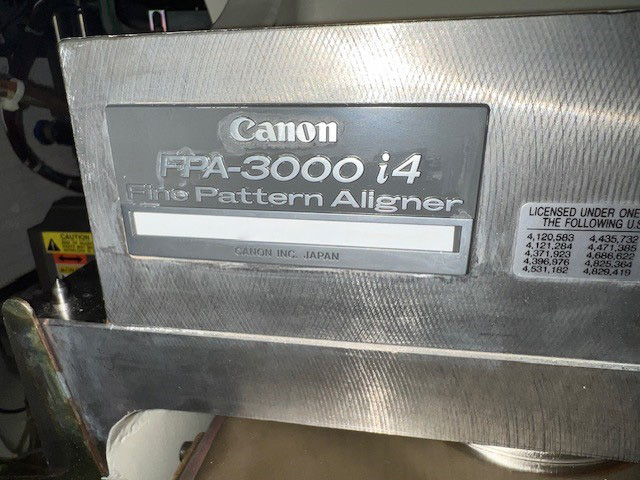 Canon
FPA-3000 i4
Fine Pattern Aligner
CANON INC. JAPAN
LICENSED UNDER ONE
THE FOLLOWING U.S
4,120,583 4,435,732
4,121,284 4,471,385
4,371,923 4,686,622
4,396,976 4,825,364
4,531,162 4,829,419
CAUTION